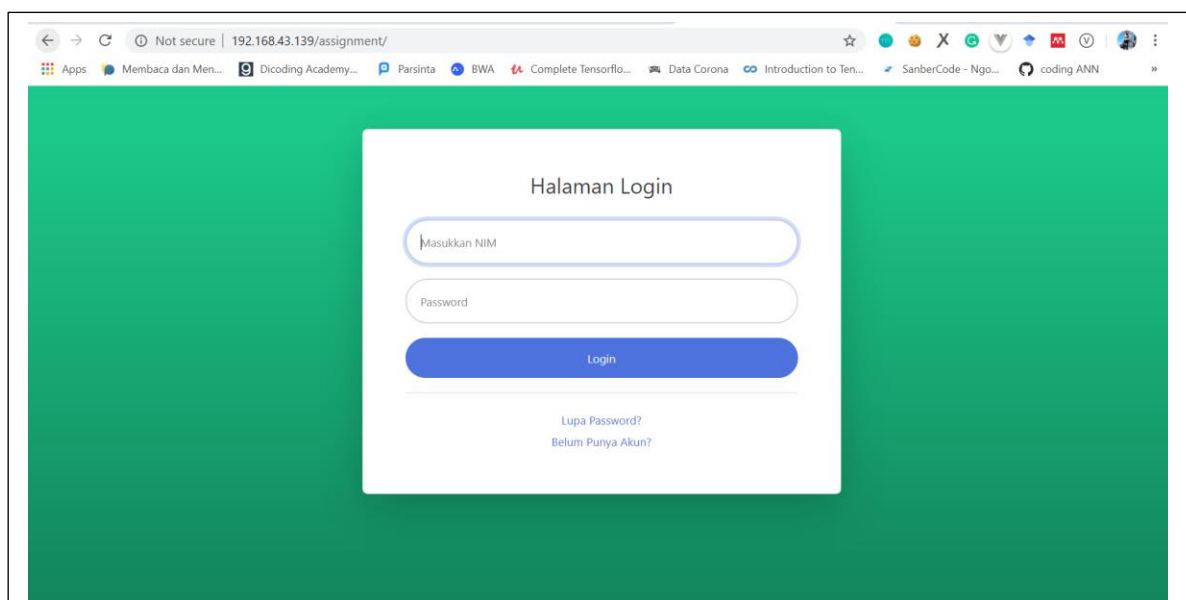 Not secure | 192.168.43.139/assignment/
Apps Membaca dan Men... Dicoding Academy... Parsinta BWA Complete Tensorflo... Data Corona Introduction to Ten... SanberCode - Ngo... coding ANN »
Halaman Login
Masukkan NIM
Password
Login
Lupa Password?
Belum Punya Akun?